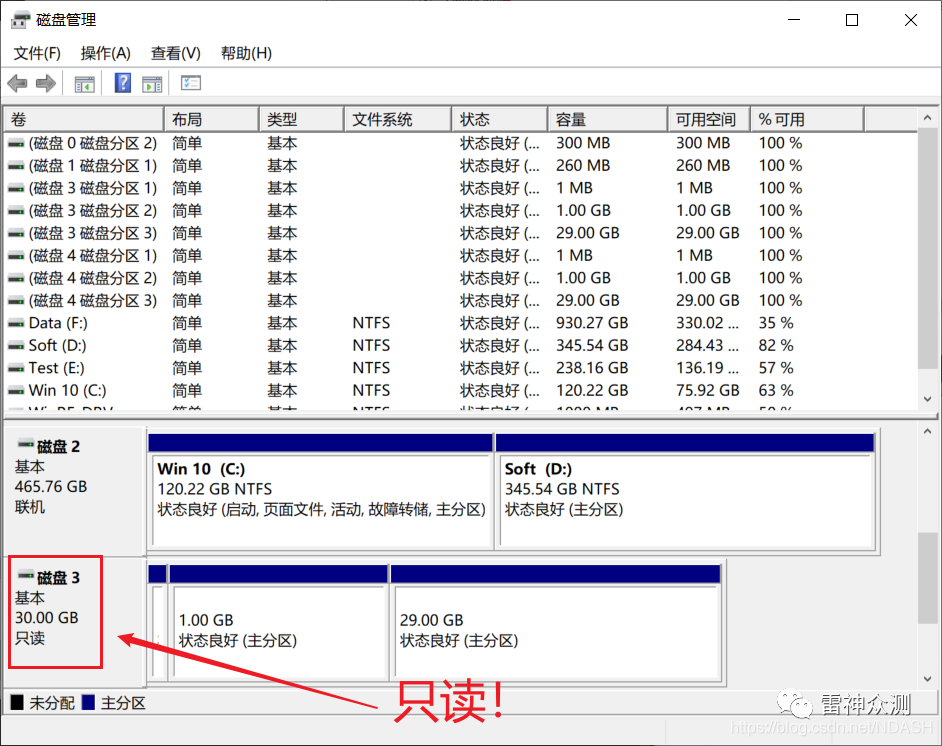 磁盘管理
文件(F) 操作(A) 查看(V) 帮助(H)
卷 布局 类型 文件系统 状态 容量 可用空间 % 可用
(磁盘 0 磁盘分区 2) 简单 基本 状态良好 (... 300 MB 300 MB 100 %
(磁盘 1 磁盘分区 1) 简单 基本 状态良好 (... 260 MB 260 MB 100 %
(磁盘 3 磁盘分区 1) 简单 基本 状态良好 (... 1 MB 1 MB 100 %
(磁盘 3 磁盘分区 2) 简单 基本 状态良好 (... 1.00 GB 1.00 GB 100 %
(磁盘 3 磁盘分区 3) 简单 基本 状态良好 (... 29.00 GB 29.00 GB 100 %
(磁盘 4 磁盘分区 1) 简单 基本 状态良好 (... 1 MB 1 MB 100 %
(磁盘 4 磁盘分区 2) 简单 基本 状态良好 (... 1.00 GB 1.00 GB 100 %
(磁盘 4 磁盘分区 3) 简单 基本 状态良好 (... 29.00 GB 29.00 GB 100 %
Data (F:) 简单 基本 NTFS 状态良好 (... 930.27 GB 330.02 ... 35 %
Soft (D:) 简单 基本 NTFS 状态良好 (... 345.54 GB 284.43 ... 82 %
Test (E:) 简单 基本 NTFS 状态良好 (... 238.16 GB 136.19 ... 57 %
Win 10 (C:) 简单 基本 NTFS 状态良好 (... 120.22 GB 75.92 GB 63 %
磁盘 2
基本
465.76 GB
联机
Win 10 (C:)
120.22 GB NTFS
状态良好 (启动, 页面文件, 活动, 故障转储, 主分区)
Soft (D:)
345.54 GB NTFS
状态良好 (主分区)
磁盘 3
基本
30.00 GB
只读
1.00 GB
状态良好 (主分区)
29.00 GB
状态良好 (主分区)
只读！
未分配 主分区
雷神众测
https://blog.csdn.net/NDASH